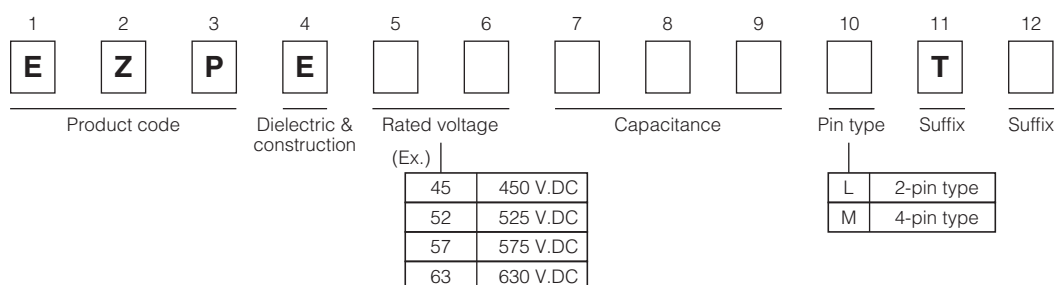 1 2 3 4 5 6 7 8 9 10 11 12
E Z P E T
Product code Dielectric & Rated voltage Capacitance Pin type Suffix Suffix
construction
(Ex.)
45 450 V.DC L 2-pin type
52 525 V.DC M 4-pin type
57 575 V.DC
63 630 V.DC